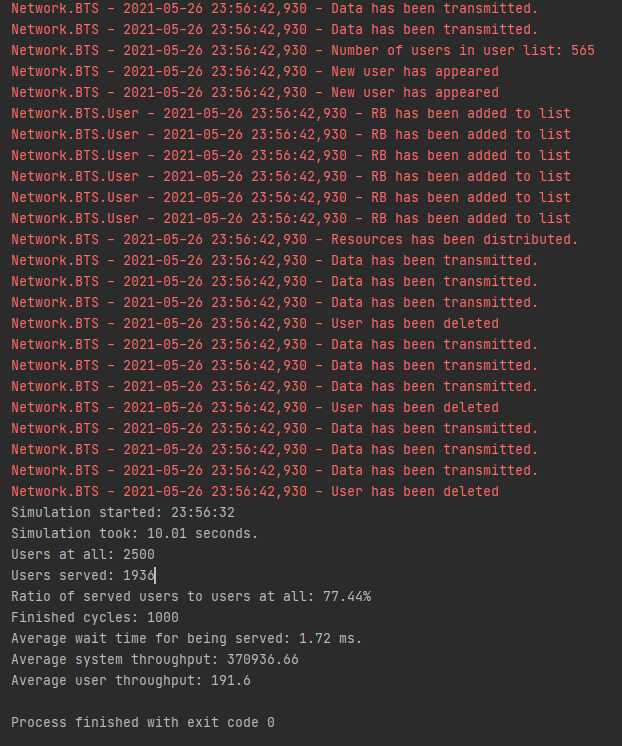 Network.BTS - 2021-05-26 23:56:42,930 - Data has been transmitted.
Network.BTS - 2021-05-26 23:56:42,930 - Data has been transmitted.
Network.BTS - 2021-05-26 23:56:42,930 - Number of users in user list: 565
Network.BTS - 2021-05-26 23:56:42,930 - New user has appeared
Network.BTS - 2021-05-26 23:56:42,930 - New user has appeared
Network.BTS.User - 2021-05-26 23:56:42,930 - RB has been added to list
Network.BTS.User - 2021-05-26 23:56:42,930 - RB has been added to list
Network.BTS.User - 2021-05-26 23:56:42,930 - RB has been added to list
Network.BTS.User - 2021-05-26 23:56:42,930 - RB has been added to list
Network.BTS.User - 2021-05-26 23:56:42,930 - RB has been added to list
Network.BTS.User - 2021-05-26 23:56:42,930 - RB has been added to list
Network.BTS - 2021-05-26 23:56:42,930 - Resources has been distributed.
Network.BTS - 2021-05-26 23:56:42,930 - Data has been transmitted.
Network.BTS - 2021-05-26 23:56:42,930 - Data has been transmitted.
Network.BTS - 2021-05-26 23:56:42,930 - Data has been transmitted.
Network.BTS - 2021-05-26 23:56:42,930 - User has been deleted
Network.BTS - 2021-05-26 23:56:42,930 - Data has been transmitted.
Network.BTS - 2021-05-26 23:56:42,930 - Data has been transmitted.
Network.BTS - 2021-05-26 23:56:42,930 - Data has been transmitted.
Network.BTS - 2021-05-26 23:56:42,930 - User has been deleted
Network.BTS - 2021-05-26 23:56:42,930 - Data has been transmitted.
Network.BTS - 2021-05-26 23:56:42,930 - Data has been transmitted.
Network.BTS - 2021-05-26 23:56:42,930 - Data has been transmitted.
Network.BTS - 2021-05-26 23:56:42,930 - User has been deleted
Simulation started: 23:56:32
Simulation took: 10.01 seconds.
Users at all: 2500
Users served: 1936
Ratio of served users to users at all: 77.44%
Finished cycles: 1000
Average wait time for being served: 1.72 ms.
Average system throughput: 370936.66
Average user throughput: 191.6
Process finished with exit code 0